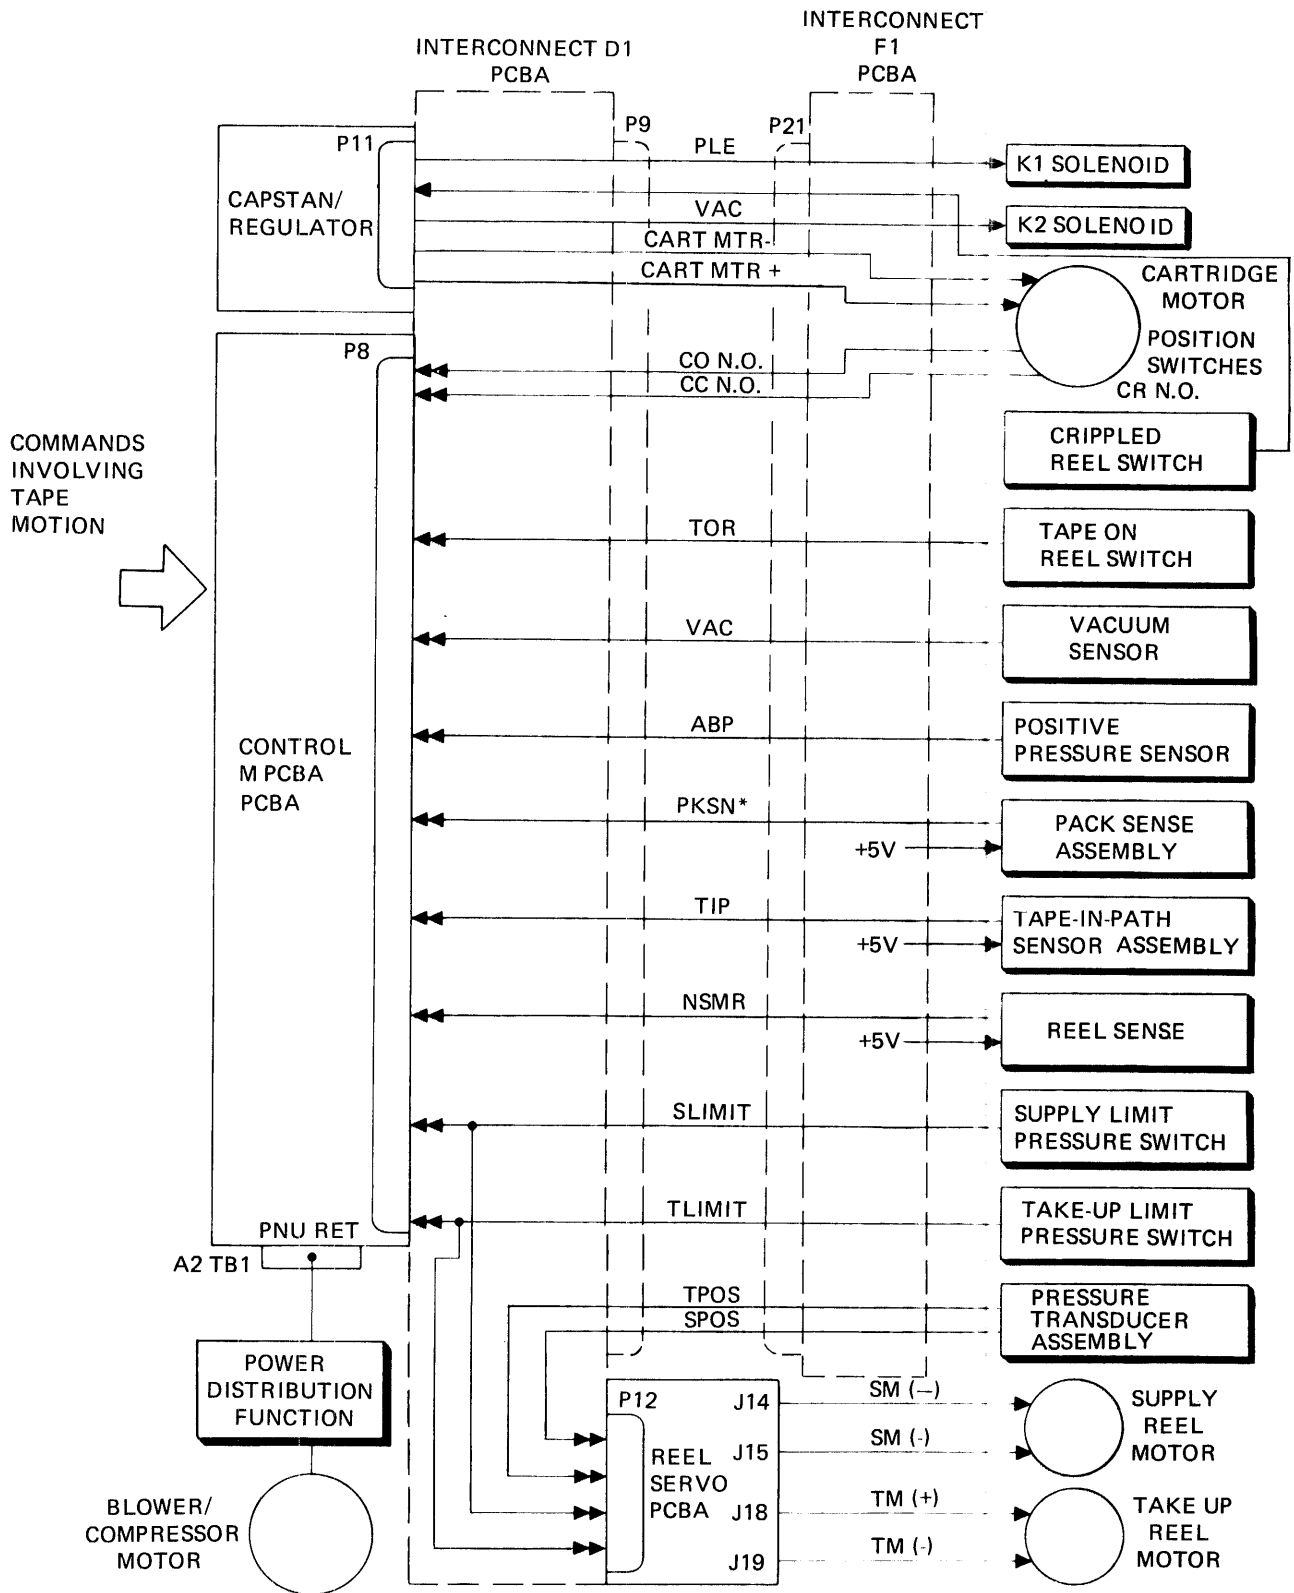 INTERCONNECT
F1
PCBA
INTERCONNECT D1
PCBA
P9
P21
P11
PLE
K1 SOLENOID
CAPSTAN/
REGULATOR
VAC
K2 SOLENOID
CART MTR-
CART MTR +
CARTRIDGE
MOTOR
P8
CO N.O.
CC N.O.
POSITION
SWITCHES
CR N.O.
COMMANDS
INVOLVING
TAPE
MOTION
CRIPPLED
REEL SWITCH
TOR
TAPE ON
REEL SWITCH
VAC
VACUUM
SENSOR
CONTROL
M PCBA
PCBA
ABP
POSITIVE
PRESSURE SENSOR
PKSN*
+5V
PACK SENSE
ASSEMBLY
TIP
+5V
TAPE-IN-PATH
SENSOR ASSEMBLY
NSMR
+5V
REEL SENSE
SLIMIT
SUPPLY LIMIT
PRESSURE SWITCH
TLIMIT
TAKE-UP LIMIT
PRESSURE SWITCH
PNU RET
A2 TB1
TPOS
SPOS
PRESSURE
TRANSDUCER
ASSEMBLY
POWER
DISTRIBUTION
FUNCTION
P12
REEL
SERVO
PCBA
J14
SM (—)
J15
SM (-)
SUPPLY
REEL
MOTOR
J18
TM (+)
J19
TM (-)
TAKE UP
REEL
MOTOR
BLOWER/
COMPRESSOR
MOTOR